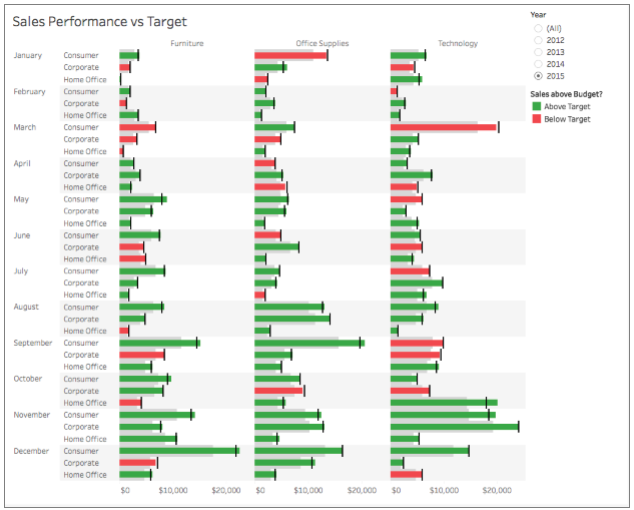 Sales Performance vs Target
Furniture Office Supplies Technology
January Consumer
Corporate
Home Office
February Consumer
Corporate
Home Office
March Consumer
Corporate
Home Office
April Consumer
Corporate
Home Office
May Consumer
Corporate
Home Office
June Consumer
Corporate
Home Office
July Consumer
Corporate
Home Office
August Consumer
Corporate
Home Office
September Consumer
Corporate
Home Office
October Consumer
Corporate
Home Office
November Consumer
Corporate
Home Office
December Consumer
Corporate
Home Office
$0 $10,000 $20,000 $0 $10,000 $20,000 $0 $10,000 $20,000
Year
(All)
2012
2013
2014
2015
Sales above Budget?
Above Target
Below Target